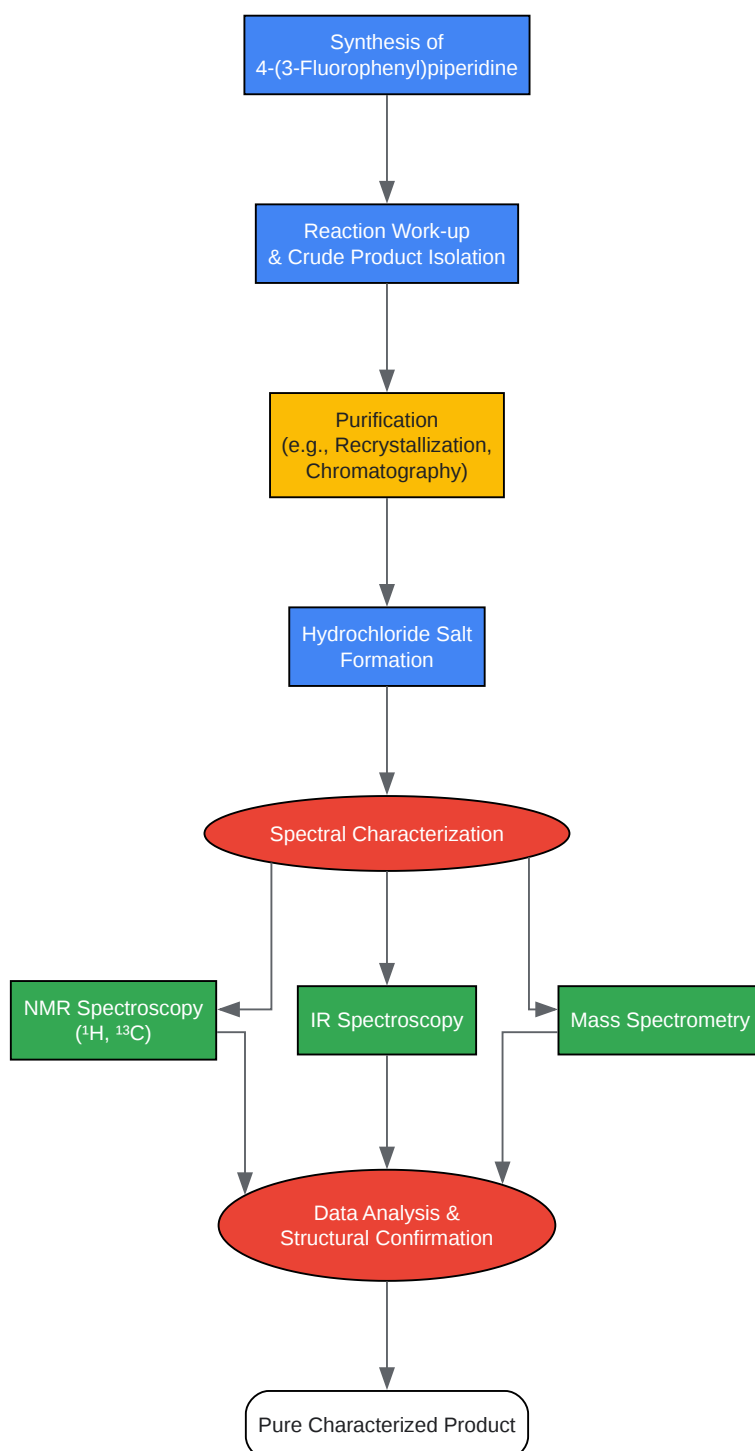 Synthesis of
4-(3-Fluorophenyl)piperidine
Reaction Work-up
& Crude Product Isolation
Purification
(e.g., Recrystallization,
Chromatography)
Hydrochloride Salt
Formation
Spectral Characterization
NMR Spectroscopy
(¹H, ¹³C)
IR Spectroscopy
Mass Spectrometry
Data Analysis &
Structural Confirmation
Pure Characterized Product